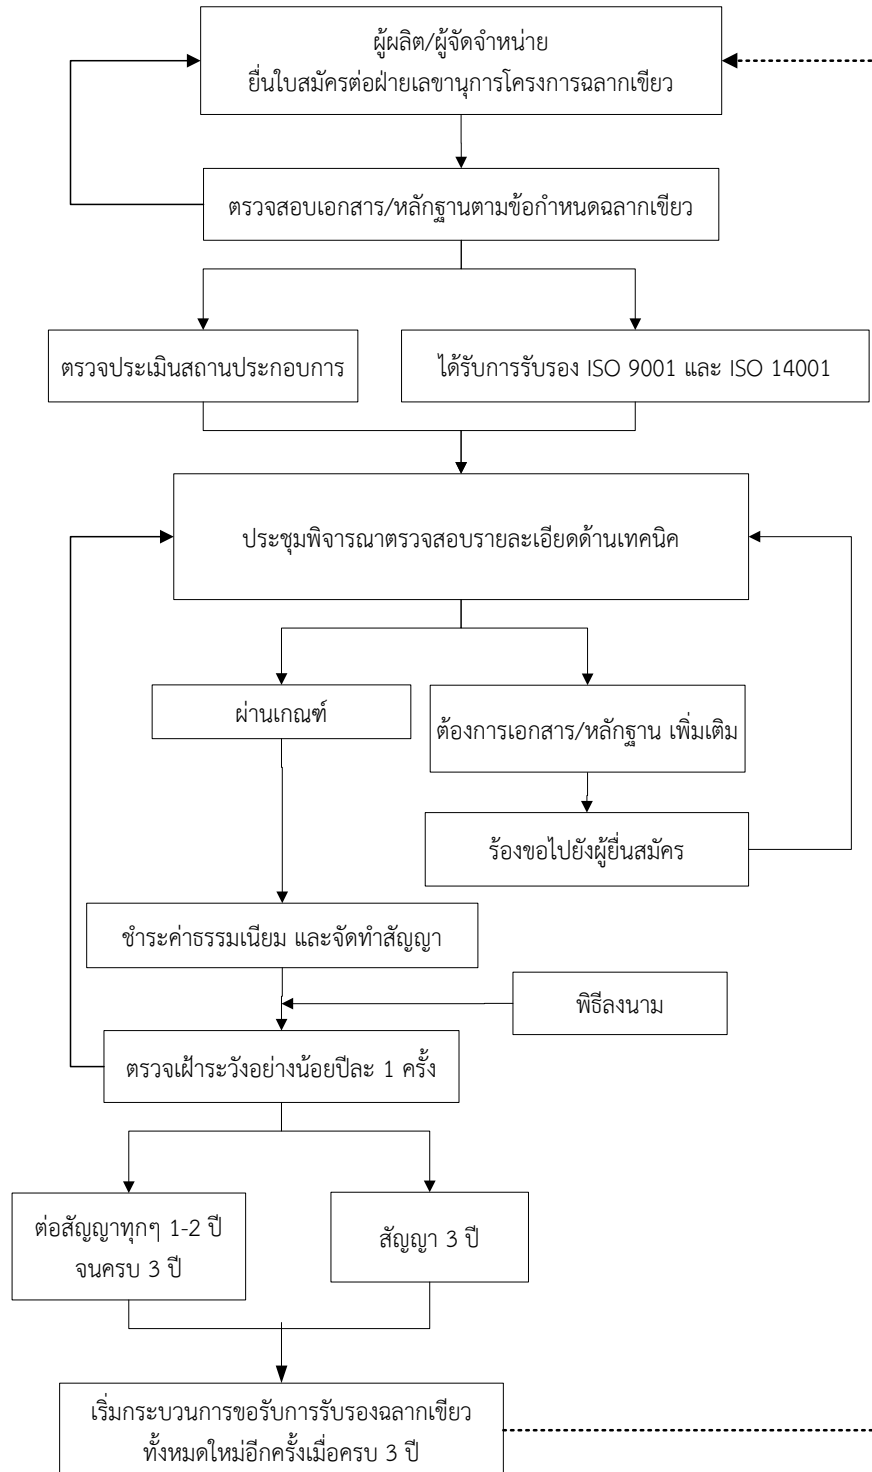 ผู้ผลิต/ผู้จัดจำหน่าย
ยื่นใบสมัครต่อฝ่ายเลขานุการโครงการฉลากเขียว
ตรวจสอบเอกสาร/หลักฐานตามข้อกำหนดฉลากเขียว
ตรวจประเมินสถานประกอบการ
ได้รับการรับรอง ISO 9001 และ ISO 14001
ประชุมพิจารณาตรวจสอบรายละเอียดด้านเทคนิค
ผ่านเกณฑ์
ต้องการเอกสาร/หลักฐาน เพิ่มเติม
ร้องขอไปยังผู้ยื่นสมัคร
ชำระค่าธรรมเนียม และจัดทำสัญญา
พิธีลงนาม
ตรวจเฝ้าระวังอย่างน้อยปีละ 1 ครั้ง
ต่อสัญญาทุกๆ 1-2 ปี
จนครบ 3 ปี
สัญญา 3 ปี
เริ่มกระบวนการขอรับการรับรองฉลากเขียว
ทั้งหมดใหม่อีกครั้งเมื่อครบ 3 ปี